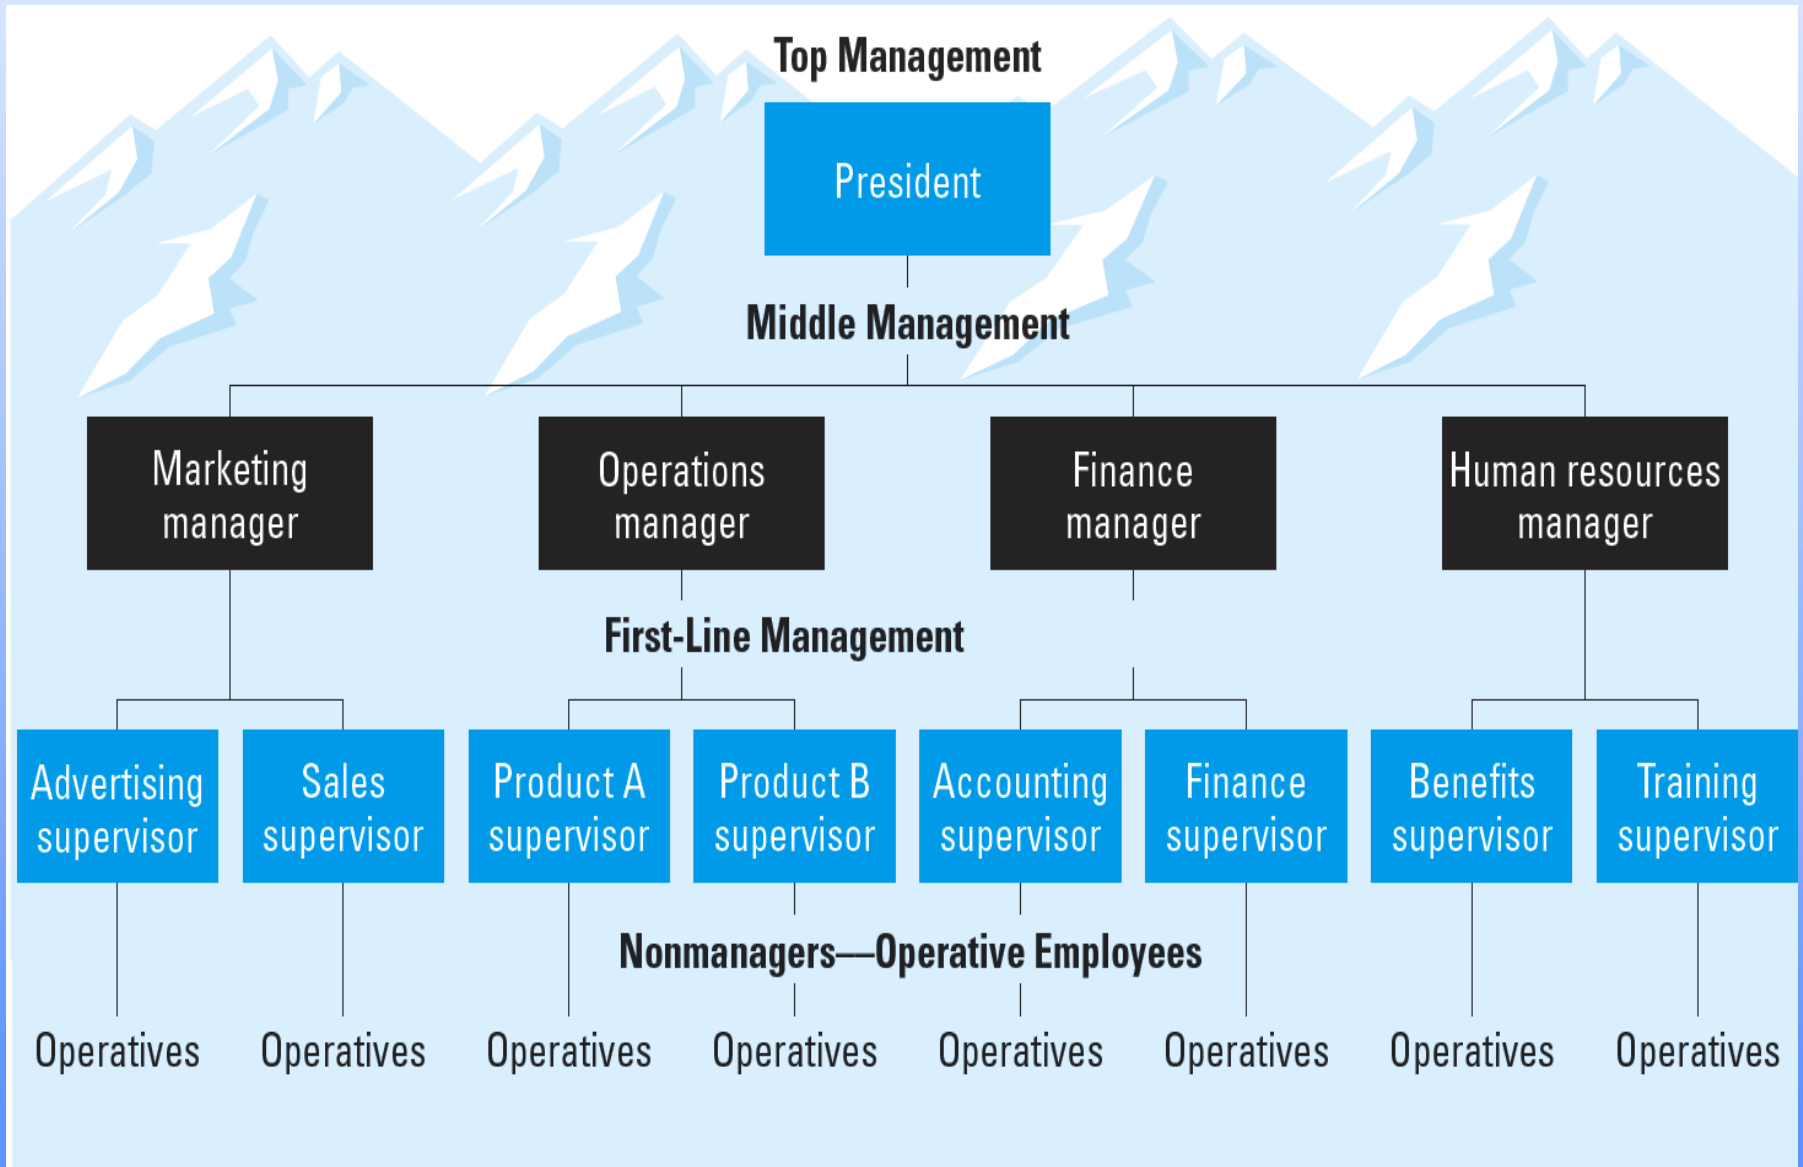 Top Management
President
Middle Management
Marketing
manager
Operations
manager
Finance
manager
Human resources
manager
First-Line Management
Advertising
supervisor
Sales
supervisor
Product A
supervisor
Product B
supervisor
Accounting
supervisor
Finance
supervisor
Benefits
supervisor
Training
supervisor
Nonmanagers—Operative Employees
Operatives
Operatives
Operatives
Operatives
Operatives
Operatives
Operatives
Operatives